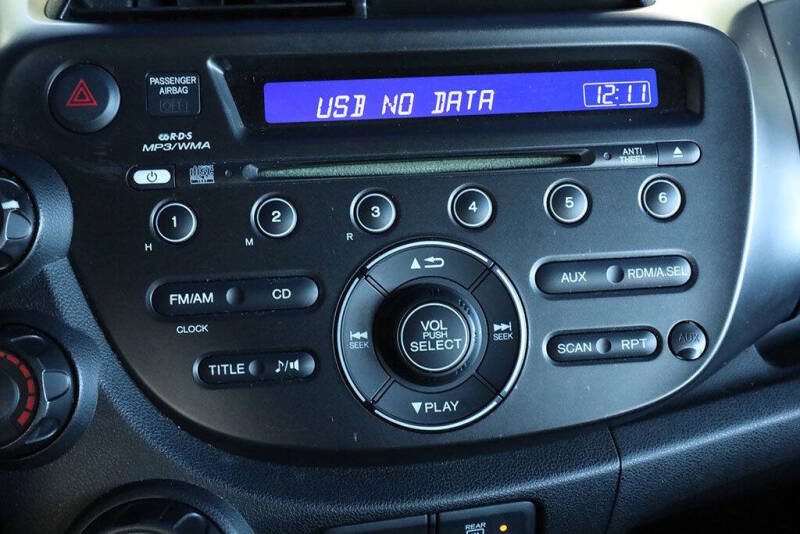 PASSENGER
AIRBAG
OFF
USB NO DATA
12:11
R·D·S
MP3/WMA
ANTI
THEFT
1
2
3
4
5
6
H
M
R
FM/AM
CD
CLOCK
AUX
RDM/A.SEL
SEEK
VOL
PUSH
SELECT
SEEK
TITLE
SCAN
RPT
AUX
PLAY
REAR